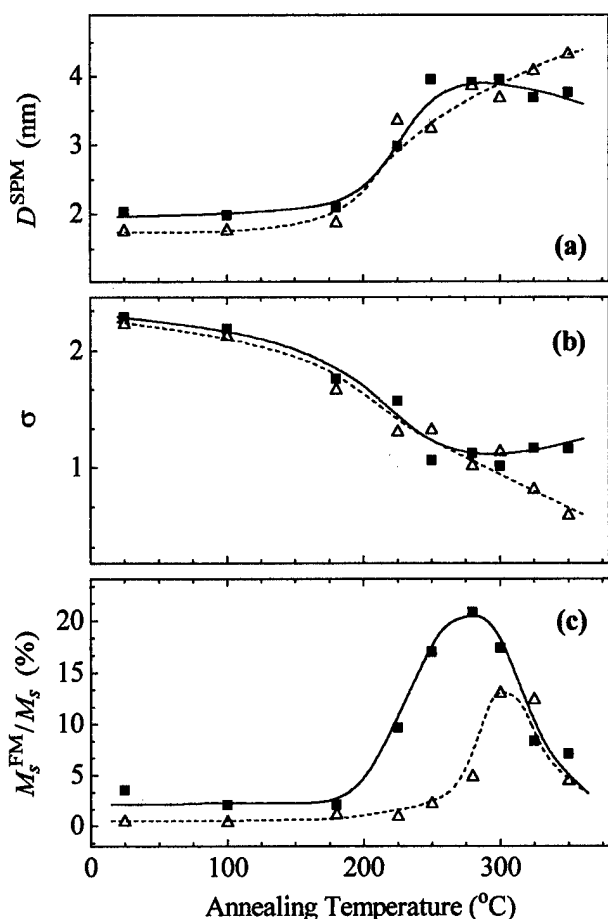 4
3
2
D^SPM (nm)
(a)
2
1
σ
(b)
20
15
10
5
0
M_s^FM/M_s (%)
(c)
0 100 200 300
Annealing Temperature (°C)